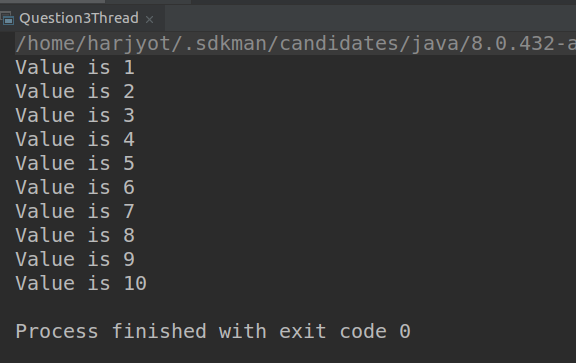 Question3Thread
/home/harjyot/.sdkman/candidates/java/8.0.432-a
Value is 1
Value is 2
Value is 3
Value is 4
Value is 5
Value is 6
Value is 7
Value is 8
Value is 9
Value is 10
Process finished with exit code 0